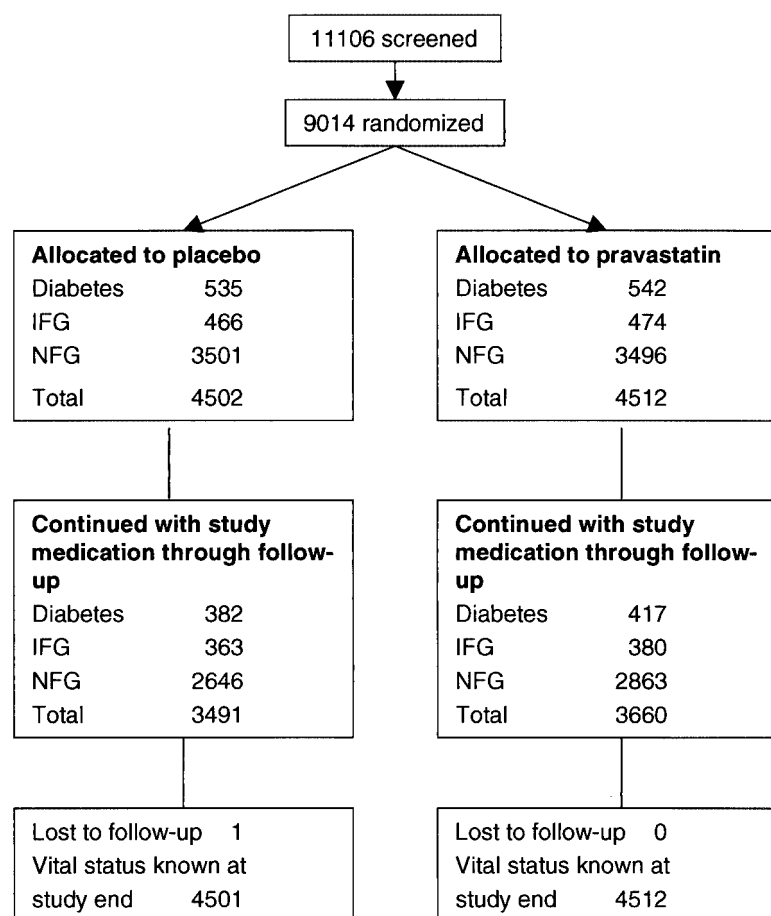 11106 screened
9014 randomized
Allocated to placebo
Diabetes 535
IFG 466
NFG 3501
Total 4502
Allocated to pravastatin
Diabetes 542
IFG 474
NFG 3496
Total 4512
Continued with study
medication through follow-
up
Diabetes 382
IFG 363
NFG 2646
Total 3491
Continued with study
medication through follow-
up
Diabetes 417
IFG 380
NFG 2863
Total 3660
Lost to follow-up 1
Vital status known at
study end 4501
Lost to follow-up 0
Vital status known at
study end 4512